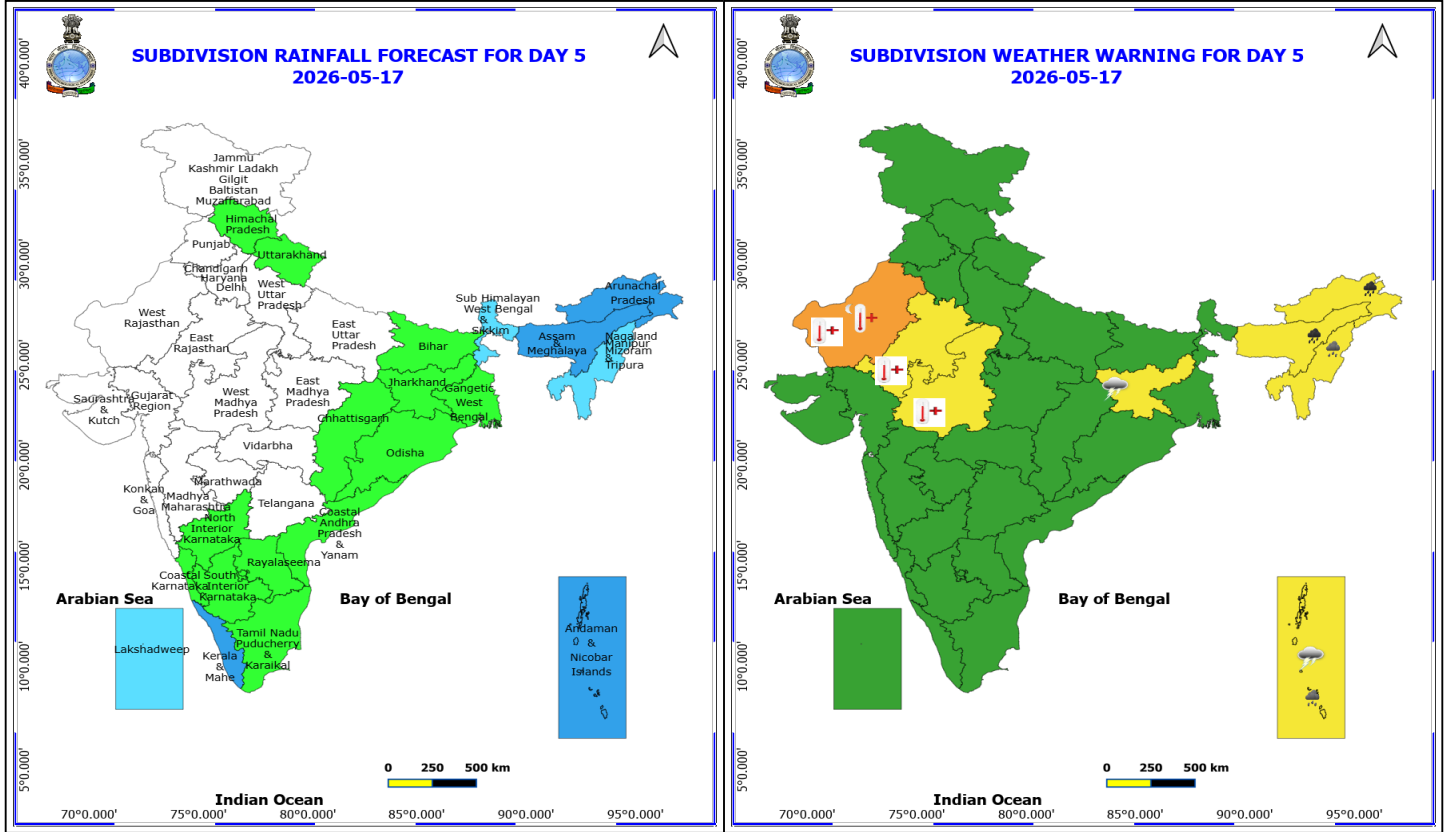 SUBDIVISION RAINFALL FORECAST FOR DAY 5
2026-05-17
40°0.000'
35°0.000'
30°0.000'
25°0.000'
20°0.000'
15°0.000'
10°0.000'
5°0.000'
Jammu
Kashmir Ladakh
Gilgit
Baltistan
Muzaffarabad
Himachal
Pradesh
Punjab
Uttarakhand
Chandigarh
Haryana
Delhi
West
Uttar
Pradesh
West
Rajasthan
East
Rajasthan
East
Uttar
Pradesh
Sub Himalayan
West Bengal
&
Sikkim
Arunachal
Pradesh
Assam
&
Meghalaya
Nagaland
Manipur
Mizoram
&
Tripura
Bihar
Jharkhand
Gangetic
West
Bengal
Saurashtra
&
Kutch
Gujarat
Region
West
Madhya
Pradesh
East
Madhya
Pradesh
Chhattisgarh
Vidarbha
Odisha
Konkan
&
Goa
Madhya
Maharashtra
Marathwada
Telangana
North
Interior
Karnataka
Coastal
Andhra
Pradesh
&
Yanam
Rayalaseema
Coastal
Karnataka
South
Interior
Karnataka
Arabian Sea
Bay of Bengal
Lakshadweep
Kerala
&
Mahe
Tamil Nadu
Puducherry
&
Karaikal
Andaman
&
Nicobar
Islands
0 250 500 km
Indian Ocean
70°0.000' 75°0.000' 80°0.000' 85°0.000' 90°0.000' 95°0.000'
SUBDIVISION WEATHER WARNING FOR DAY 5
2026-05-17
40°0.000'
35°0.000'
30°0.000'
25°0.000'
20°0.000'
15°0.000'
10°0.000'
5°0.000'
Arabian Sea
Bay of Bengal
0 250 500 km
Indian Ocean
70°0.000' 75°0.000' 80°0.000' 85°0.000' 90°0.000' 95°0.000'